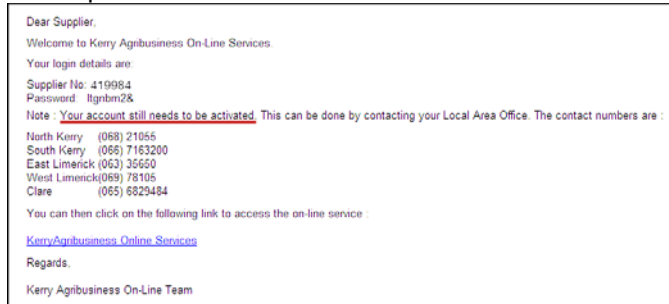 Dear Supplier,
Welcome to Kerry Agribusiness On-Line Services.
Your login details are:
Supplier No: 419984
Password: ltgnbm2&
Note : Your account still needs to be activated. This can be done by contacting your Local Area Office. The contact numbers are :
North Kerry (068) 21055
South Kerry (066) 7163200
East Limerick (063) 35650
West Limerick(069) 78105
Clare (065) 6829484
You can then click on the following link to access the on-line service :
KerryAgribusiness Online Services
Regards,
Kerry Agribusiness On-Line Team